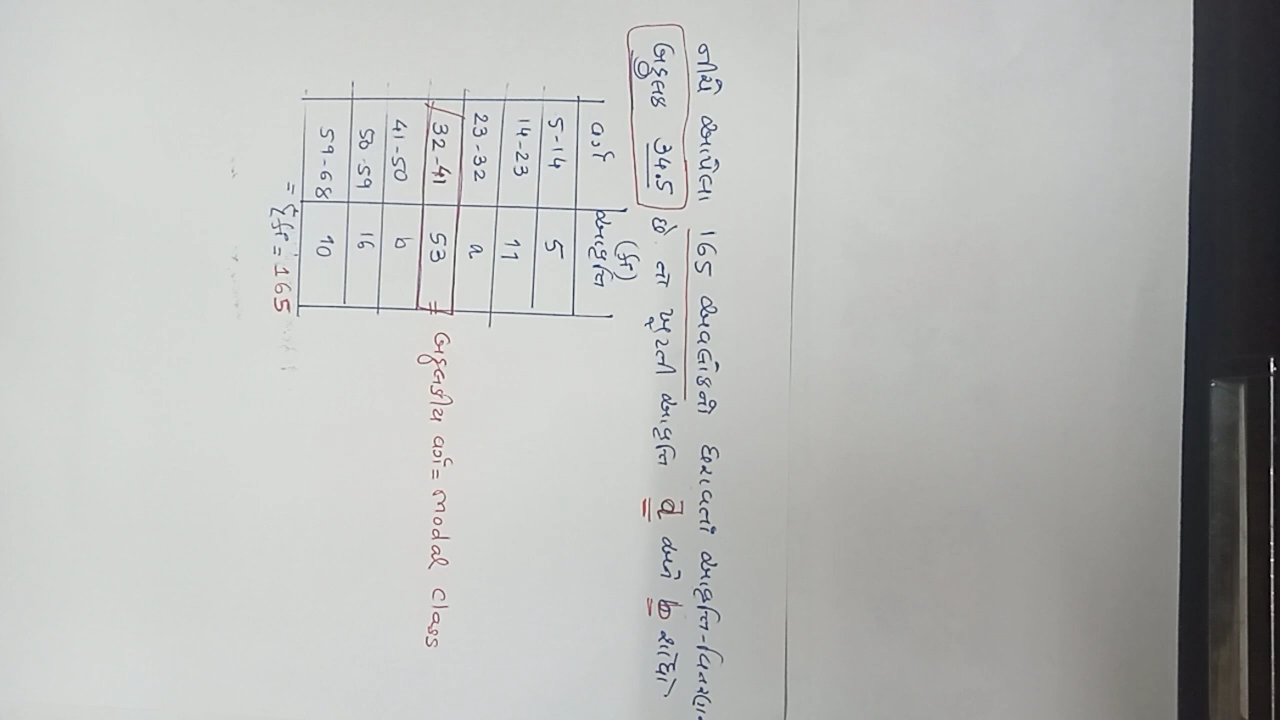 નીચે આપેલા 165 અવલોકનો ધરાવતાં આવૃત્તિ-વિતરણ-
બહુલક 34.5 છે તો ખૂટતી આવૃત્તિ a અને b શોધો
વર્ગ આવૃત્તિ (fi)
5-14 5
14-23 11
23-32 a
32-41 53 = બહુલકીય વર્ગ = modal class
41-50 b
50-59 16
59-68 10
= Σfi = 165